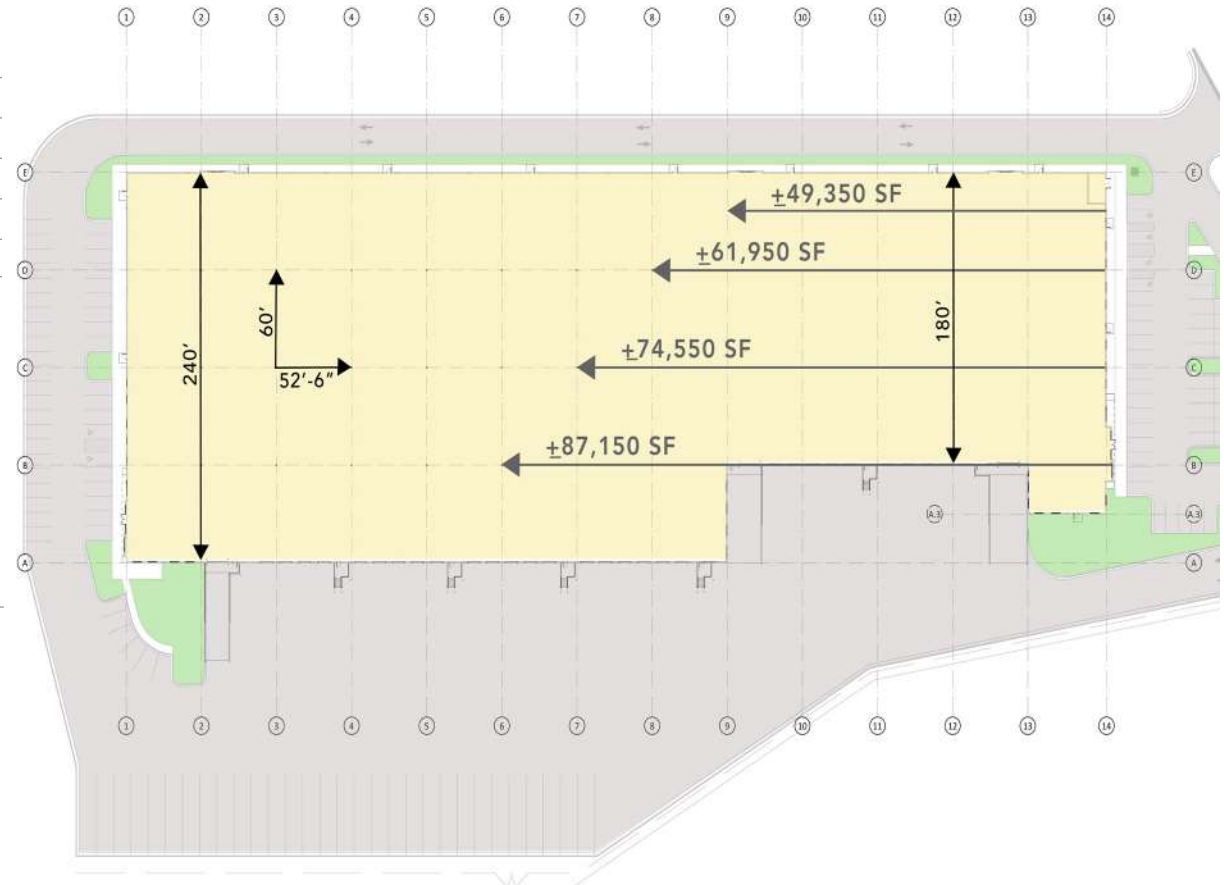 1 2 3 4 5 6 7 8 9 10 11 12 13 14
E E
±49,350 SF
±61,950 SF
D D
60'
180'
240'
±74,550 SF
C C
52'-6"
±87,150 SF
B B
A.3 A.3
A A
1 2 3 4 5 6 7 8 9 10 11 12 13 14